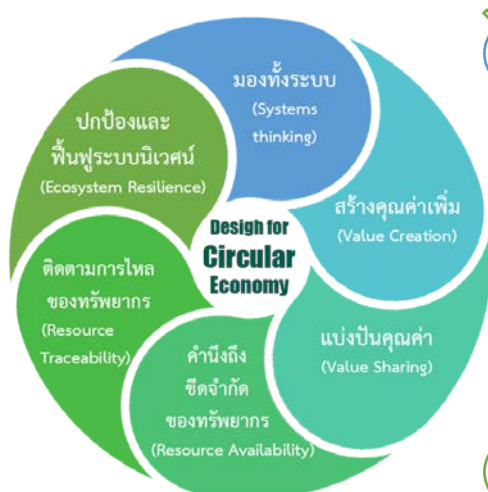 มองทั้งระบบ
(Systems
thinking)
สร้างคุณค่าเพิ่ม
(Value Creation)
แบ่งปันคุณค่า
(Value Sharing)
คำนึงถึง
ขีดจำกัด
ของทรัพยากร
(Resource Availability)
ติดตามการไหล
ของทรัพยากร
(Resource
Traceability)
ปกป้องและ
ฟื้นฟูระบบนิเวศน์
(Ecosystem Resilience)
Desigh for
Circular
Economy